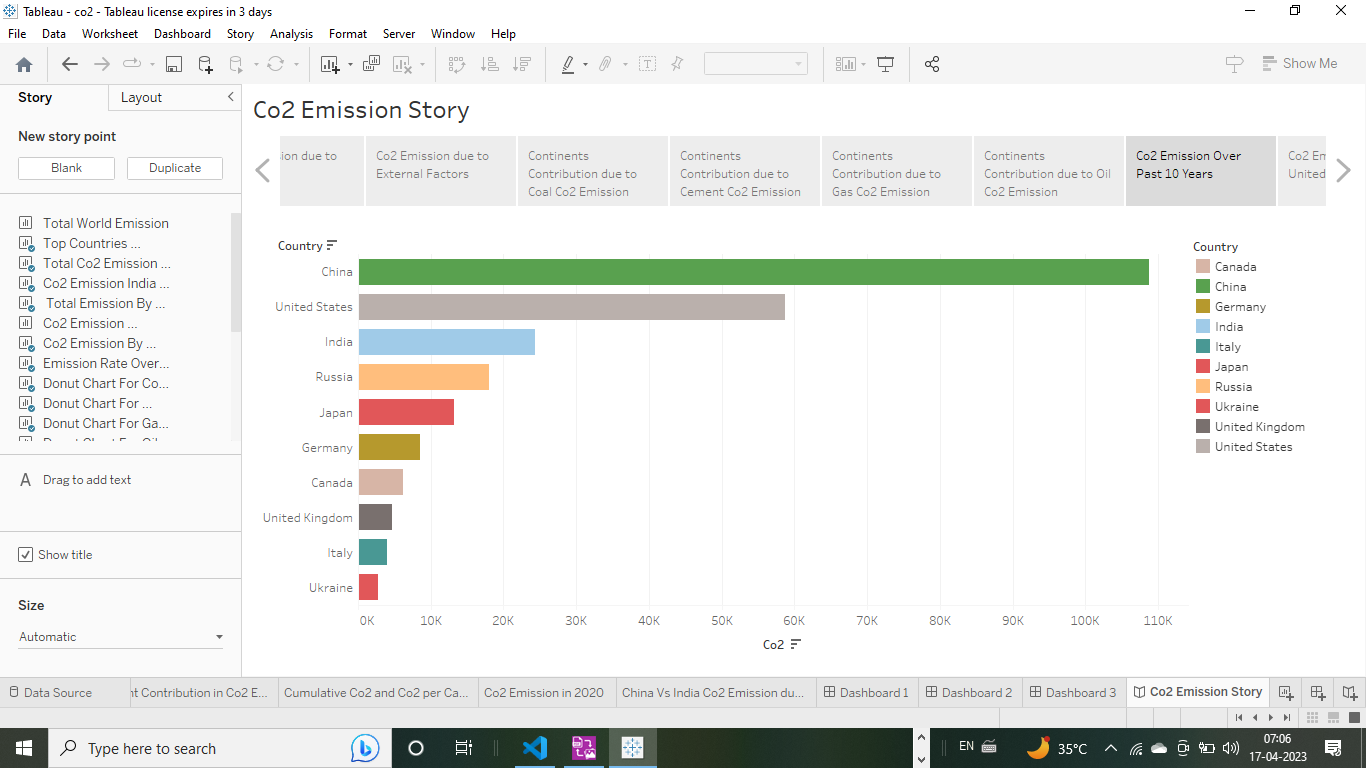 Tableau - co2 - Tableau license expires in 3 days
File Data Worksheet Dashboard Story Analysis Format Server Window Help
Show Me
Story Layout
New story point
Blank Duplicate
Total World Emission
Top Countries ...
Total Co2 Emission ...
Co2 Emission India ...
Total Emission By ...
Co2 Emission ...
Co2 Emission By ...
Emission Rate Over...
Donut Chart For Co...
Donut Chart For ...
Donut Chart For Ga...
A Drag to add text
Show title
Size
Automatic
Co2 Emission Story
ion due to
Co2 Emission due to
External Factors
Continents
Contribution due to
Coal Co2 Emission
Continents
Contribution due to
Cement Co2 Emission
Continents
Contribution due to
Gas Co2 Emission
Continents
Contribution due to Oil
Co2 Emission
Co2 Emission Over
Past 10 Years
Co2 Em
United
Country
China
United States
India
Russia
Japan
Germany
Canada
United Kingdom
Italy
Ukraine
0K 10K 20K 30K 40K 50K 60K 70K 80K 90K 100K 110K
Co2
Country
Canada
China
Germany
India
Italy
Japan
Russia
Ukraine
United Kingdom
United States
Data Source t Contribution in Co2 E... Cumulative Co2 and Co2 per Ca... Co2 Emission in 2020 China Vs India Co2 Emission du... Dashboard 1 Dashboard 2 Dashboard 3 Co2 Emission Story
Type here to search
EN
35°C
07:06
17-04-2023